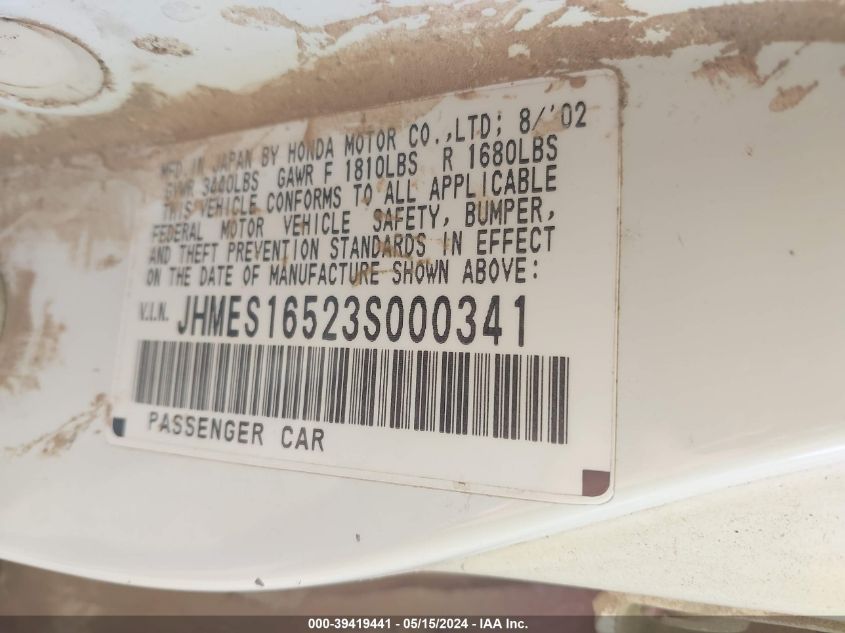 MFD. IN JAPAN BY HONDA MOTOR CO.,LTD; 8/'02
GVWR 3440LBS GAWR F 1810LBS R 1680LBS
THIS VEHICLE CONFORMS TO ALL APPLICABLE
FEDERAL MOTOR VEHICLE SAFETY, BUMPER,
AND THEFT PREVENTION STANDARDS IN EFFECT
ON THE DATE OF MANUFACTURE SHOWN ABOVE:
V.I.N. JHMES16523S000341
PASSENGER CAR
000-39419441 - 05/15/2024 - IAA Inc.